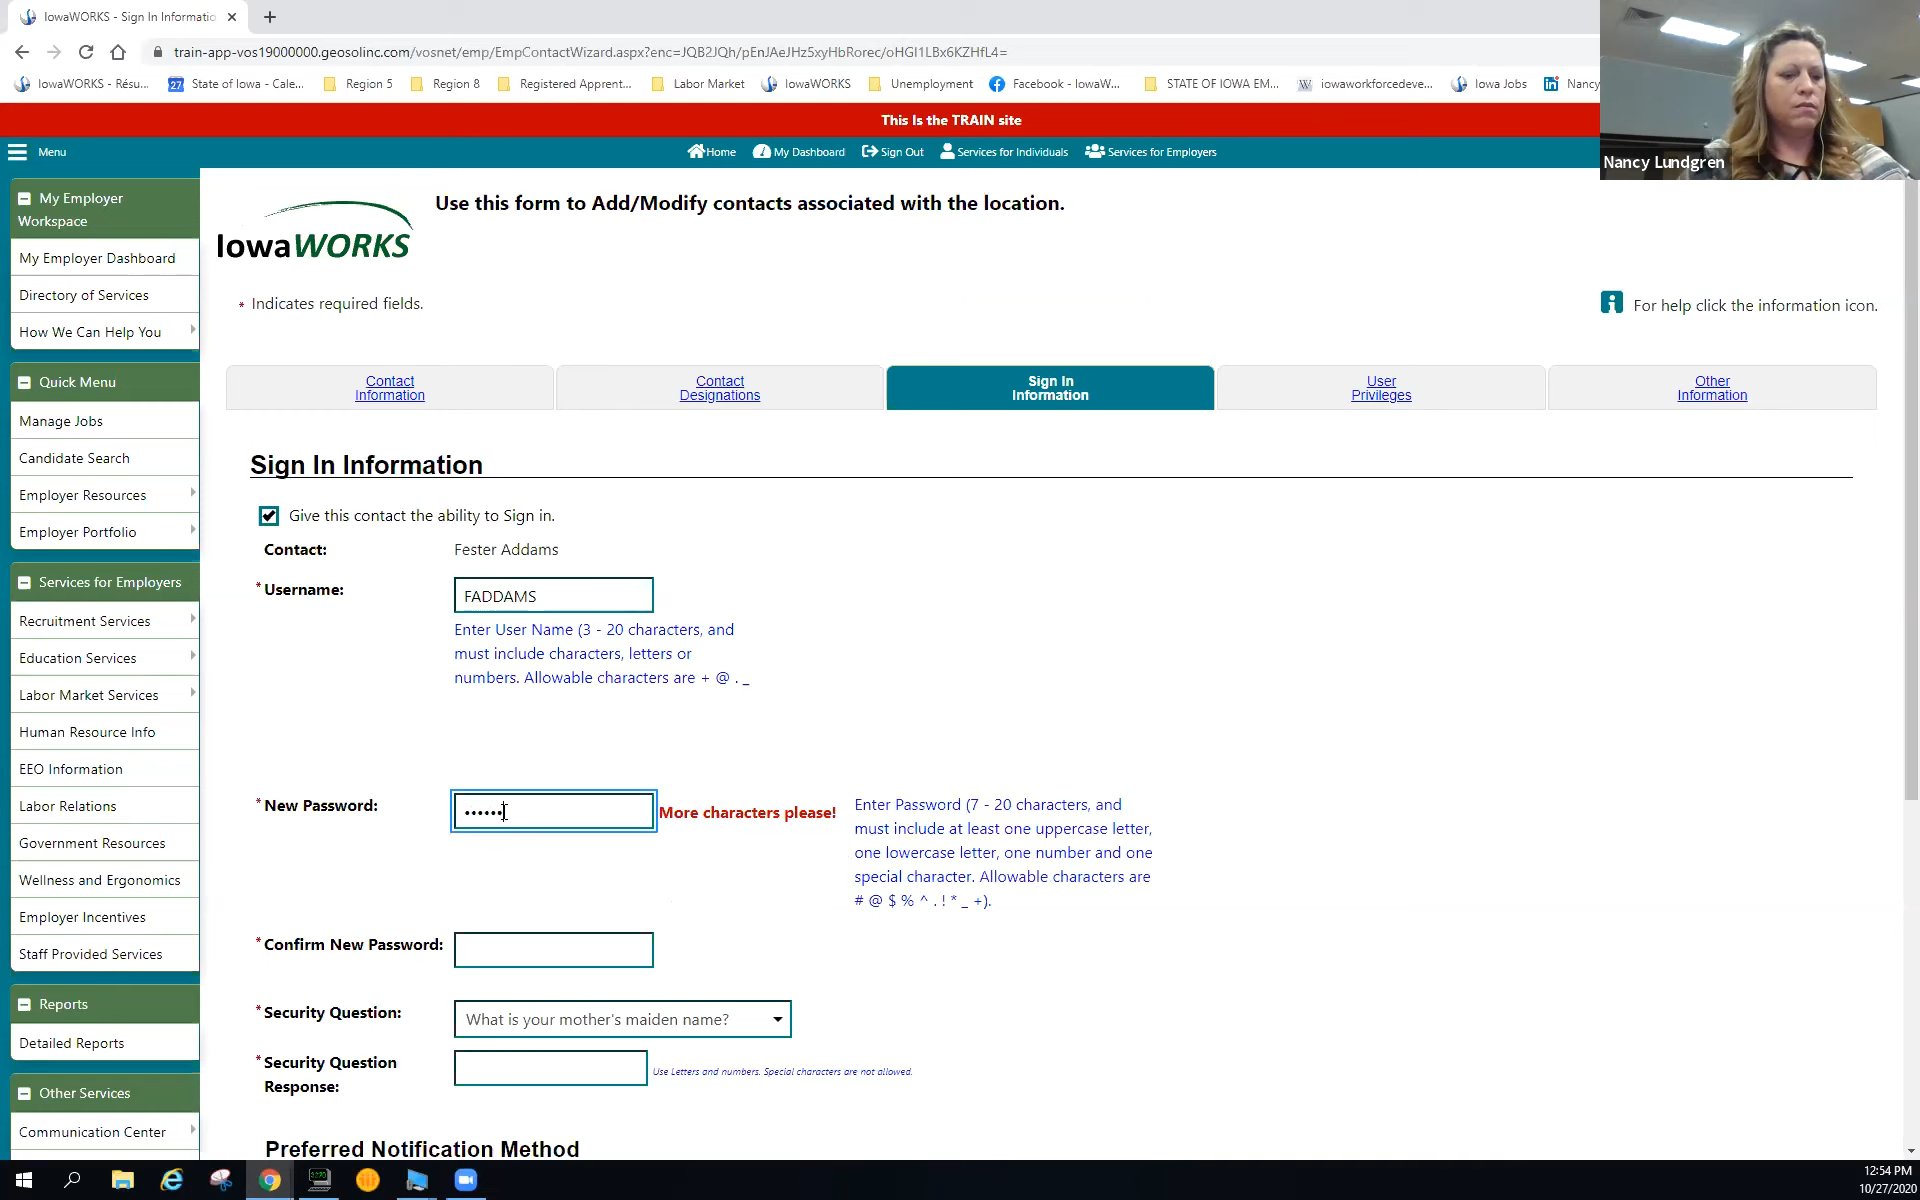 IowaWORKS - Sign In Informatio
train-app-vos19000000.geosolinc.com/vosnet/emp/EmpContactWizard.aspx?enc=JQB2JQh/pEnJAeJHz5xyHbRorec/oHGI1LBx6KZHfL4=
IowaWORKS - Résu... 27 State of Iowa - Cale... Region 5 Region 8 Registered Apprent... Labor Market IowaWORKS Unemployment Facebook - IowaW... STATE OF IOWA EM... W iowaworkforcedeve... Iowa Jobs in Nancy
This Is the TRAIN site
Menu Home My Dashboard Sign Out Services for Individuals Services for Employers
Nancy Lundgren
My Employer
Workspace
My Employer Dashboard
Directory of Services
How We Can Help You
Quick Menu
Manage Jobs
Candidate Search
Employer Resources
Employer Portfolio
Services for Employers
Recruitment Services
Education Services
Labor Market Services
Human Resource Info
EEO Information
Labor Relations
Government Resources
Wellness and Ergonomics
Employer Incentives
Staff Provided Services
Reports
Detailed Reports
Other Services
Communication Center
IowaWORKS
Use this form to Add/Modify contacts associated with the location.
* Indicates required fields.
For help click the information icon.
Contact
Information
Contact
Designations
Sign In
Information
User
Privileges
Other
Information
Sign In Information
Give this contact the ability to Sign in.
Contact: Fester Addams
* Username: FADDAMS
Enter User Name (3 - 20 characters, and
must include characters, letters or
numbers. Allowable characters are + @ . _
* New Password: •••••• More characters please!
Enter Password (7 - 20 characters, and
must include at least one uppercase letter,
one lowercase letter, one number and one
special character. Allowable characters are
# @ $ % ^ . ! * _ +).
* Confirm New Password:
* Security Question: What is your mother's maiden name?
* Security Question
Response:
Use Letters and numbers. Special characters are not allowed.
Preferred Notification Method
12:54 PM
10/27/2020